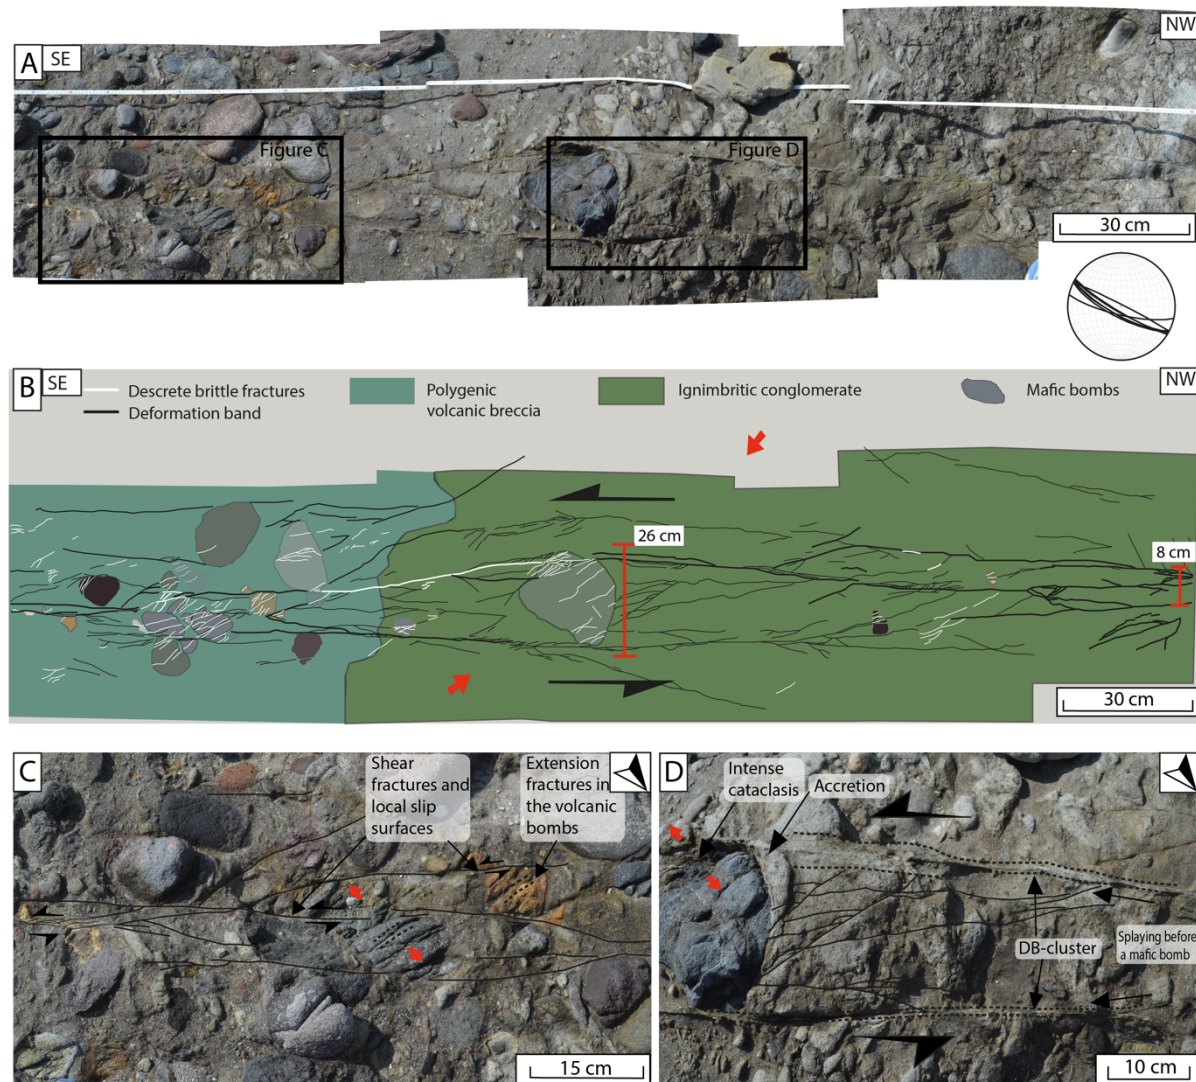 A SE
NW
Figure C
Figure D
30 cm
B SE
NW
Descrete brittle fractures
Deformation band
Polygenic
volcanic breccia
Ignimbritic conglomerate
Mafic bombs
26 cm
8 cm
30 cm
C
Shear
fractures and
local slip
surfaces
Extension
fractures in
the volcanic
bombs
15 cm
D
Intense
cataclasis
Accretion
DB-cluster
Splaying before
a mafic bomb
10 cm